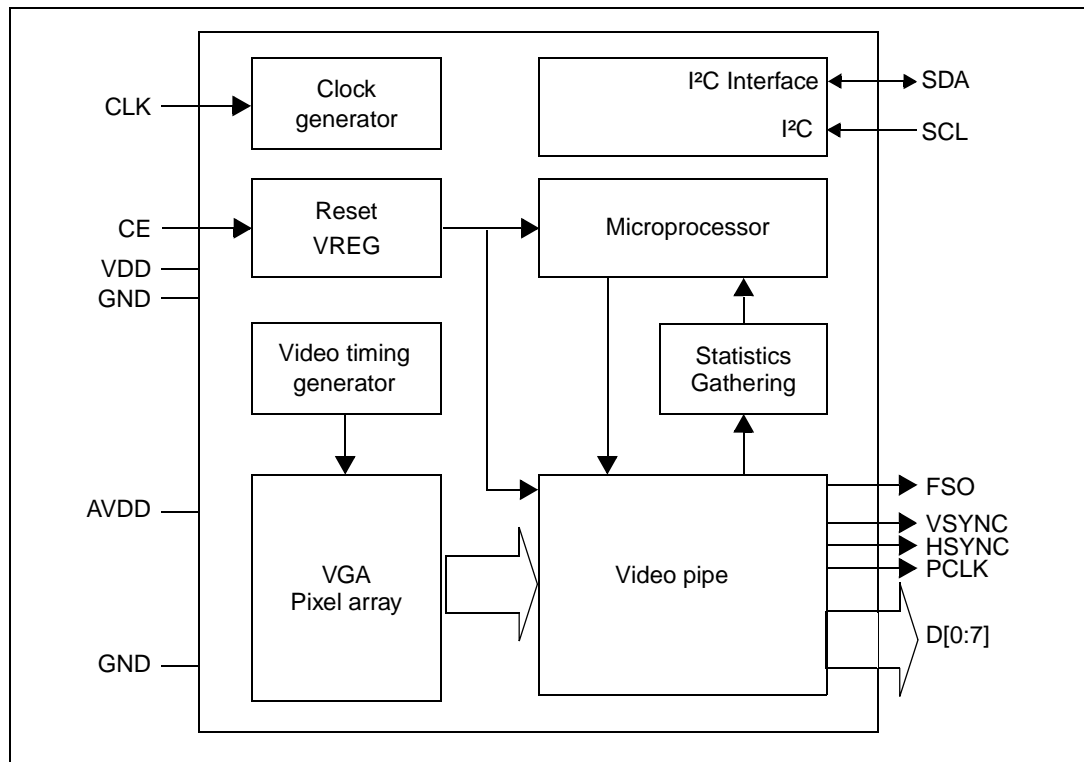 CLK
Clock
generator
I²C Interface
SDA
I²C
SCL
CE
Reset
VREG
Microprocessor
VDD
GND
Video timing
generator
Statistics
Gathering
AVDD
VGA
Pixel array
Video pipe
FSO
VSYNC
HSYNC
PCLK
D[0:7]
GND